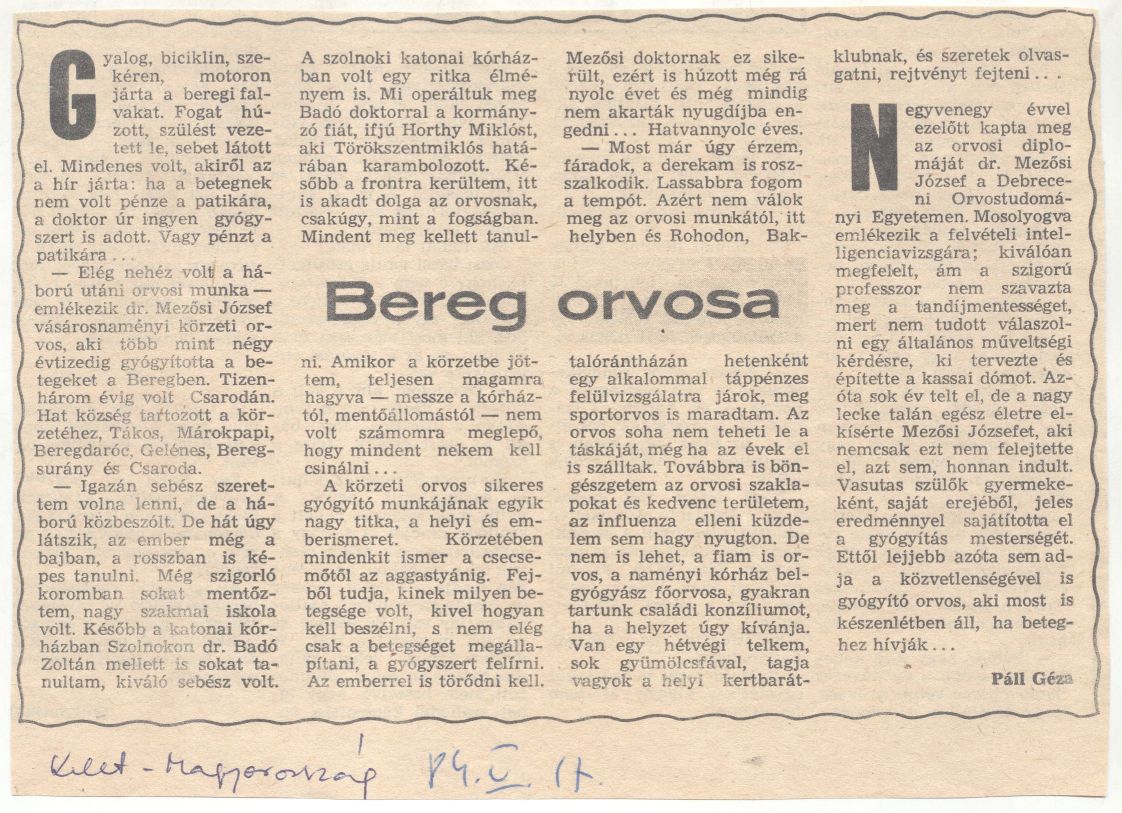 Gyalog, biciklin, sze-
kéren, motoron
járta a beregi fal-
vakat. Fogat hú-
zott, szülést veze-
tett le, sebet látott
el. Mindenes volt, akiről az
a hír járta: ha a betegnek
nem volt pénze a patikára,
a doktor úr ingyen gyógy-
szert is adott. Vagy pénzt a
patikára...
— Elég nehéz volt a há-
ború utáni orvosi munka —
emlékezik dr. Mezősi József
vásárosnaményi körzeti or-
vos, aki több mint négy
évtizedig gyógyította a be-
tegeket a Beregben. Tizen-
három évig volt Csarodán.
Hat község tartozott a kör-
zetéhez, Tákos, Márokpapi,
Beregdaróc, Gelénes, Bereg-
surány és Csaroda.
— Igazán sebész szeret-
tem volna lenni, de a há-
ború közbeszólt. De hát úgy
látszik, az ember még a
bajban, a rosszban is ké-
pes tanulni. Még szigorló
koromban sokat mentőz-
tem, nagy szakmai iskola
volt. Később a katonai kór-
házban Szolnokon dr. Badó
Zoltán mellett is sokat ta-
nultam, kiváló sebész volt.
A szolnoki katonai kórház-
ban volt egy ritka élmé-
nyem is. Mi operáltuk meg
Badó doktorral a kormány-
zó fiát, ifjú Horthy Miklóst,
aki Törökszentmiklós hatá-
rában karambolozott. Ké-
sőbb a frontra kerültem, itt
is akadt dolga az orvosnak,
csakúgy, mint a fogságban.
Mindent meg kellett tanul-
Bereg orvosa
ni. Amikor a körzetbe jöt-
tem, teljesen magamra
hagyva — messze a kórház-
tól, mentőállomástól — nem
volt számomra meglepő,
hogy mindent nekem kell
csinálni...
A körzeti orvos sikeres
gyógyító munkájának egyik
nagy titka, a helyi és em-
berismeret. Körzetében
mindenkit ismer a csecse-
mőtől az aggastyánig. Fej-
ből tudja, kinek milyen be-
tegsége volt, kivel hogyan
kell beszélni, s nem elég
csak a betegséget megálla-
pítani, a gyógyszert felírni.
Az emberrel is törődni kell.
Mezősi doktornak ez sike-
rült, ezért is húzott még rá
nyolc évet és még mindig
nem akarták nyugdíjba en-
gedni... Hatvannyolc éves.
— Most már úgy érzem,
fáradok, a derekam is rosz-
szalkodik. Lassabbra fogom
a tempót. Azért nem válok
meg az orvosi munkától, itt
helyben és Rohodon, Bak-
talórántházán hetenként
egy alkalommal táppénzes
felülvizsgálatra járok, meg
sportorvos is maradtam. Az
orvos soha nem teheti le a
táskáját, még ha az évek el
is szálltak. Továbbra is bön-
gészgetem az orvosi szakla-
pokat és kedvenc területem,
az influenza elleni küzde-
lem sem hagy nyugton. De
nem is lehet, a fiam is or-
vos, a naményi kórház bel-
gyógyász főorvosa, gyakran
tartunk családi konzíliumot,
ha a helyzet úgy kívánja.
Van egy hétvégi telkem,
sok gyümölcsfával, tagja
vagyok a helyi kertbarát-
klubnak, és szeretek olvas-
gatni, rejtvényt fejteni...
Negyvenegy évvel
ezelőtt kapta meg
az orvosi diplo-
máját dr. Mezősi
József a Debrece-
ni Orvostudomá-
nyi Egyetemen. Mosolyogva
emlékezik a felvételi intel-
ligenciavizsgára; kiválóan
megfelelt, ám a szigorú
professzor nem szavazta
meg a tandíjmentességet,
mert nem tudott válaszol-
ni egy általános műveltségi
kérdésre, ki tervezte és
építette a kassai dómot. Az-
óta sok év telt el, de a nagy
lecke talán egész életre el-
kísérte Mezősi Józsefet, aki
nemcsak ezt nem felejtette
el, azt sem, honnan indult.
Vasutas szülők gyermeke-
ként, saját erejéből, jeles
eredménnyel sajátította el
a gyógyítás mesterségét.
Ettől lejjebb azóta sem ad-
ja a közvetlenségével is
gyógyító orvos, aki most is
készenlétben áll, ha beteg-
hez hívják...
Páll Géza
Kelet-Magyarország 84. V. 17.